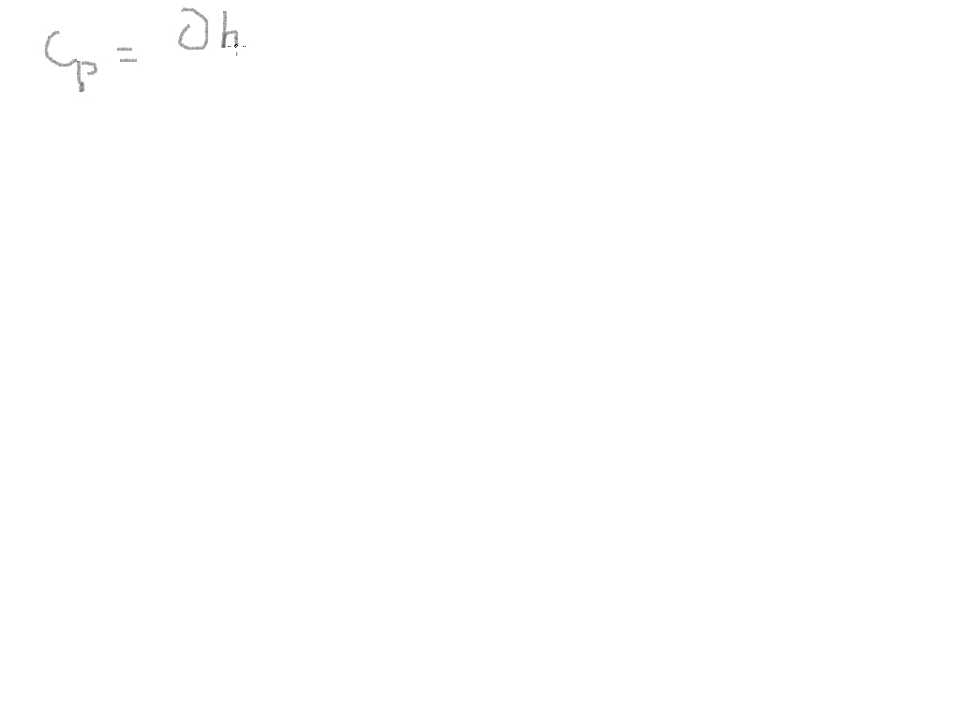 Cp = ∂h